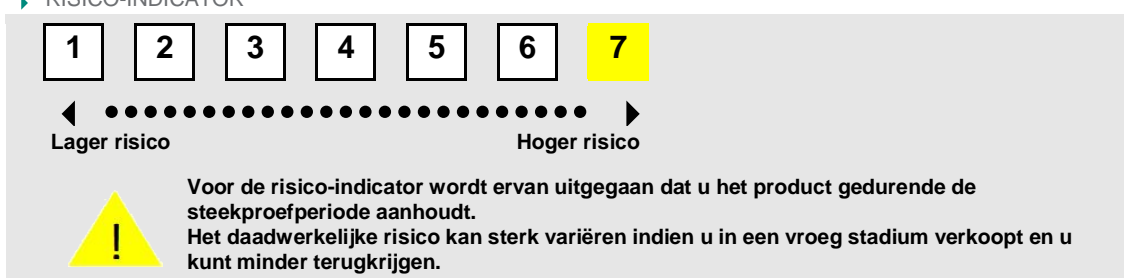 RISICO-INDICATOR
1 2 3 4 5 6 7
Lager risico Hoger risico
Voor de risico-indicator wordt ervan uitgegaan dat u het product gedurende de
steekproefperiode aanhoudt.
Het daadwerkelijke risico kan sterk variëren indien u in een vroeg stadium verkoopt en u
kunt minder terugkrijgen.
!